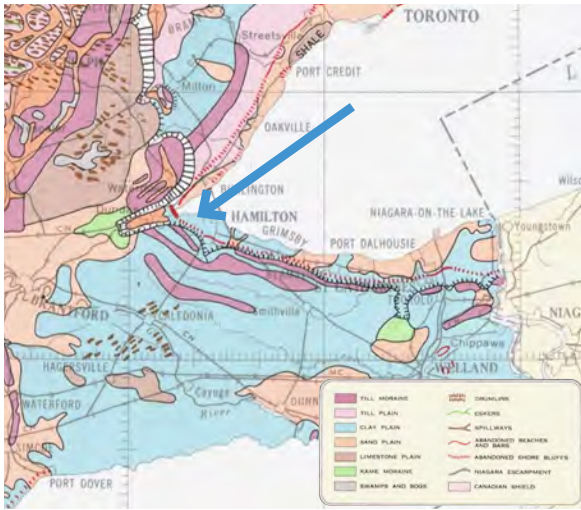 TORONTO
Streetsville
SHALE
PORT CREDIT
Milton
OAKVILLE
HAMILTON
GRIMSBY
NIAGARA-ON-THE-LAKE
Youngstown
PORT DALHOUSIE
CALEDONIA
Smithville
Chippawa
HAGERSVILLE
WELLAND
Cayuga
River
WATERFORD
PORT DOVER
TILL MORAINE
TILL PLAIN
CLAY PLAIN
SAND PLAIN
LIMESTONE PLAIN
KAME MORAINE
SWAMPS AND BOGS
DRUMLINS
ESKERS
SPILLWAYS
ABANDONED BEACHES
AND BARS
ABANDONED SHORE BLUFFS
NIAGARA ESCARPMENT
CANADIAN SHIELD